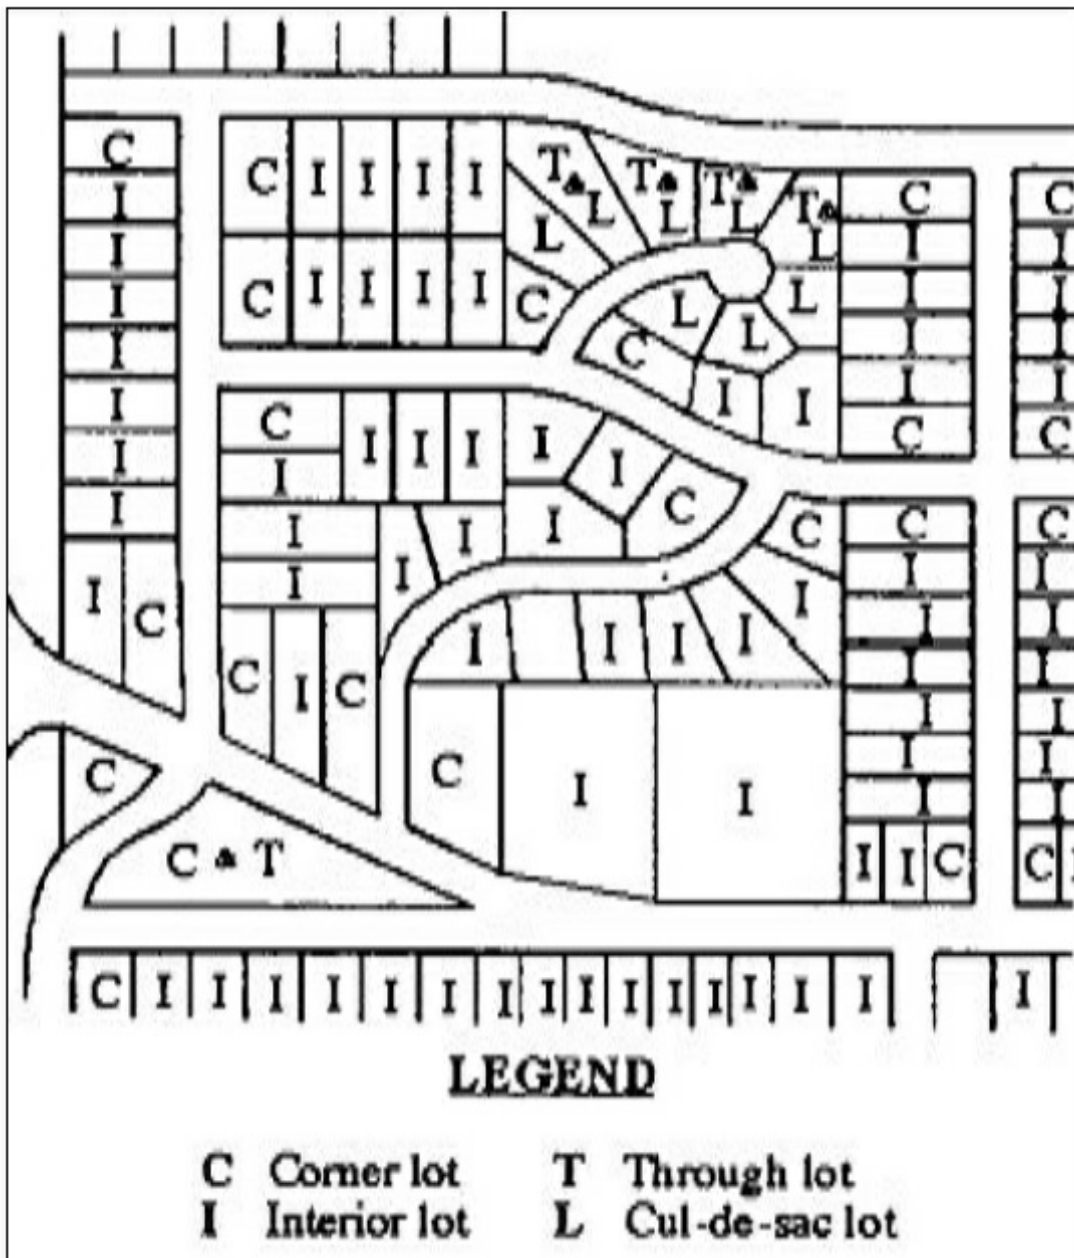 C C I I I I T & L T & L T & L T & L C C
I L I I
I C I I I I C L L I I
I L I I
I C I I I I I
I C I I C C
I I I I I I C C C
I I I I I I
I I C I I I I
C C I C I I I I I I I
I I
C C I I I I
I I
C & T I I C C
C I I I I I I I I I I I I I I I
LEGEND
C Corner lot T Through lot
I Interior lot L Cul-de-sac lot